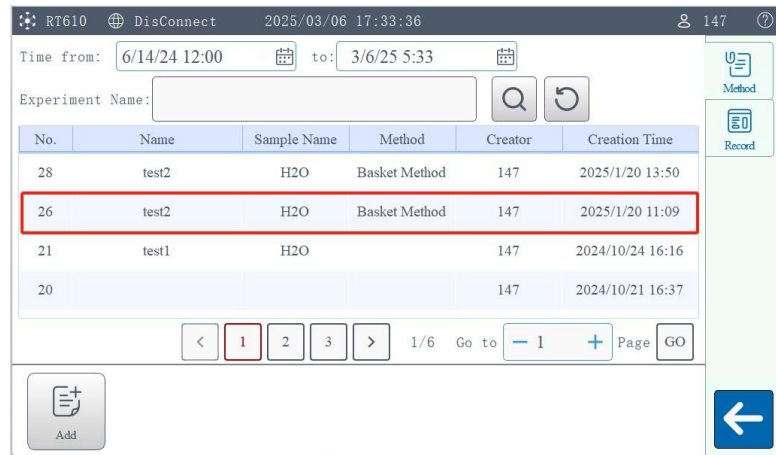 RT610 DisConnect 2025/03/06 17:33:36 147
Time from: 6/14/24 12:00 to: 3/6/25 5:33
Method
Experiment Name:
Record
No. Name Sample Name Method Creator Creation Time
28 test2 H2O Basket Method 147 2025/1/20 13:50
26 test2 H2O Basket Method 147 2025/1/20 11:09
21 test1 H2O 147 2024/10/24 16:16
20 147 2024/10/21 16:37
< 1 2 3 > 1/6 Go to − 1 + Page GO
Add